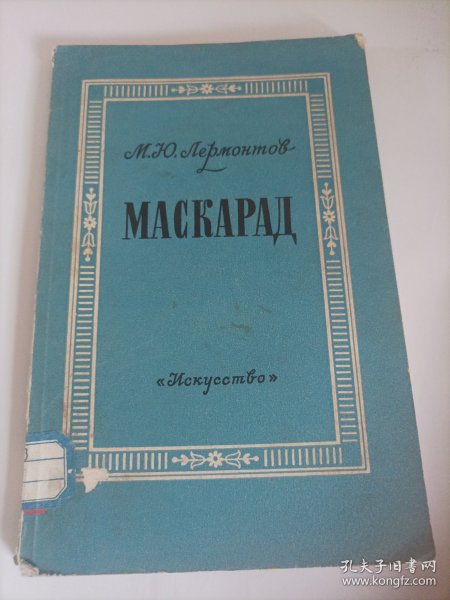 М.Ю. Лермонтов
МАСКАРАД
«Искусство»
孔夫子旧书网
www.kongfz.com